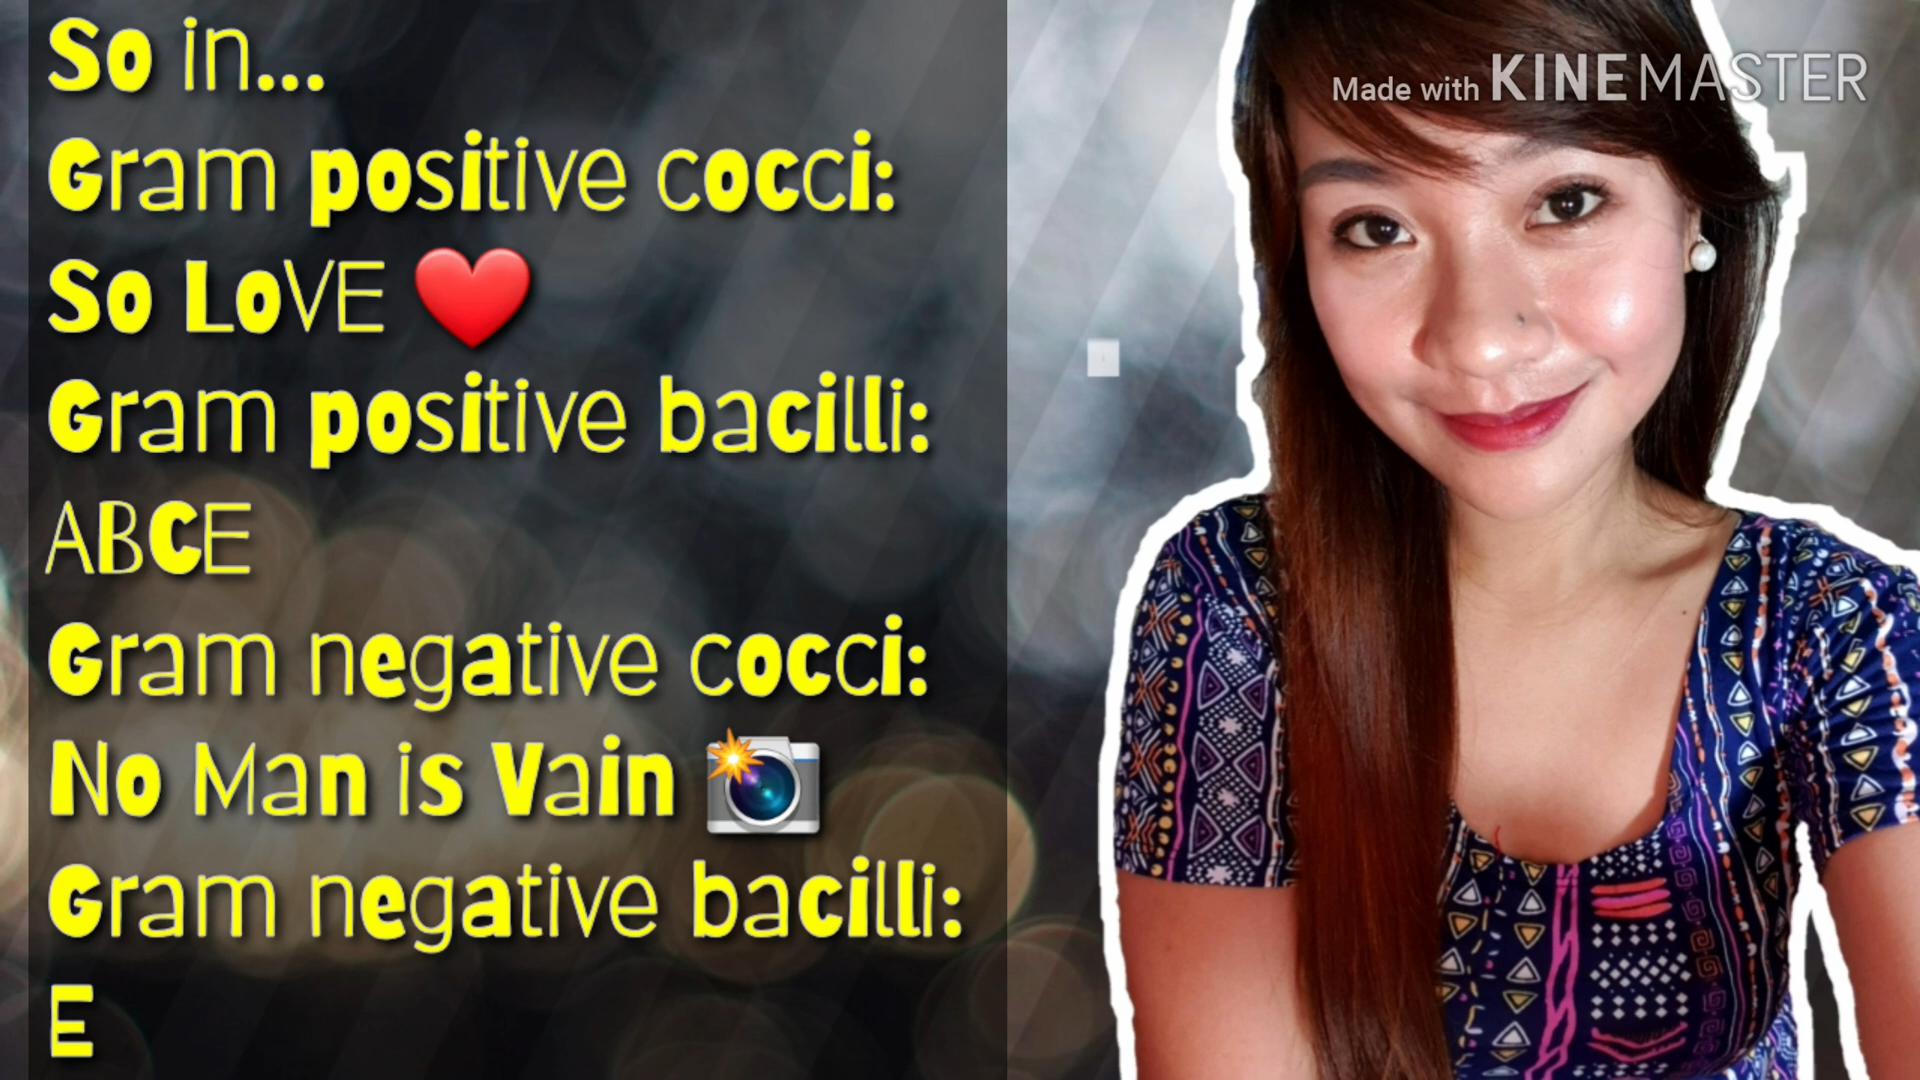 So in...
Gram positive cocci:
So LoVE ❤️
Gram positive bacilli:
ABCE
Gram negative cocci:
No Man is Vain 📸
Gram negative bacilli:
E
Made with KINEMASTER